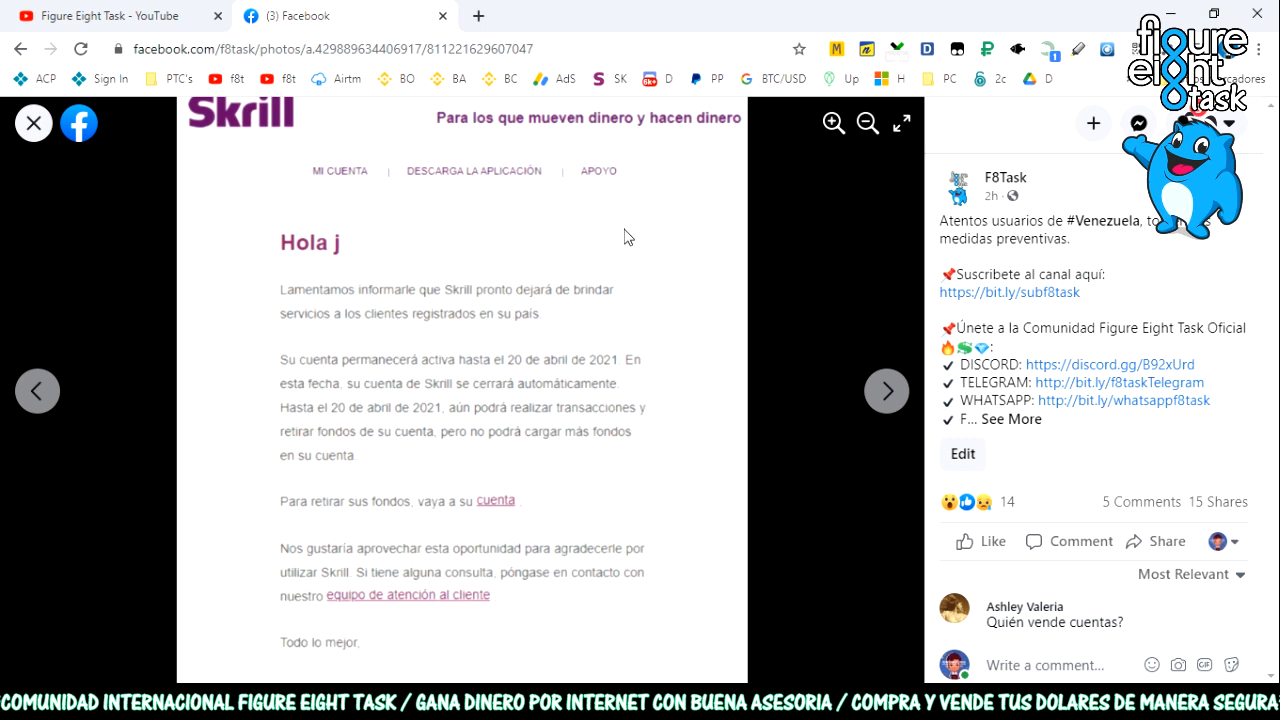 Figure Eight Task - YouTube
(3) Facebook
facebook.com/f8task/photos/a.429889634406917/811221629607047
ACP
Sign In
PTC's
f8t
f8t
Airtm
BO
BA
BC
AdS
SK
D
PP
BTC/USD
Up
H
PC
2c
D
figure
eight
task
Skrill
Para los que mueven dinero y hacen dinero
MI CUENTA | DESCARGA LA APLICACIÓN | APOYO
Hola j
Lamentamos informarle que Skrill pronto dejará de brindar
servicios a los clientes registrados en su país.
Su cuenta permanecerá activa hasta el 20 de abril de 2021. En
esta fecha, su cuenta de Skrill se cerrará automáticamente.
Hasta el 20 de abril de 2021, aún podrá realizar transacciones y
retirar fondos de su cuenta, pero no podrá cargar más fondos
en su cuenta.
Para retirar sus fondos, vaya a su cuenta .
Nos gustaría aprovechar esta oportunidad para agradecerle por
utilizar Skrill. Si tiene alguna consulta, póngase en contacto con
nuestro equipo de atención al cliente
Todo lo mejor,
F8Task
2h
Atentos usuarios de #Venezuela,
medidas preventivas.
📌Suscribete al canal aquí:
https://bit.ly/subf8task
📌Únete a la Comunidad Figure Eight Task Oficial
🔥💸💎:
✔ DISCORD: https://discord.gg/B92xUrd
✔ TELEGRAM: http://bit.ly/f8taskTelegram
✔ WHATSAPP: http://bit.ly/whatsappf8task
✔ F... See More
Edit
14
5 Comments 15 Shares
Like
Comment
Share
Most Relevant
Ashley Valeria
Quién vende cuentas?
Write a comment...
COMUNIDAD INTERNACIONAL FIGURE EIGHT TASK / GANA DINERO POR INTERNET CON BUENA ASESORIA / COMPRA Y VENDE TUS DOLARES DE MANERA SEGURA